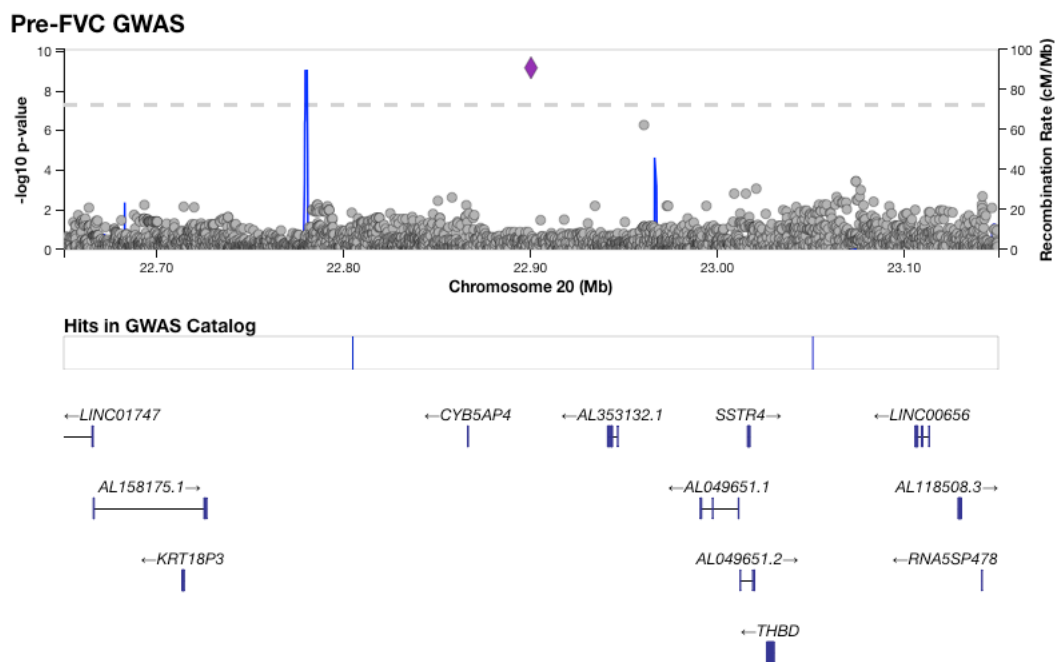 Pre-FVC GWAS
-log10 p-value
10
8
6
4
2
0
100
80
60
40
20
0
Recombination Rate (cM/Mb)
22.70 22.80 22.90 23.00 23.10
Chromosome 20 (Mb)
Hits in GWAS Catalog
←LINC01747 ←CYB5AP4 ←AL353132.1 SSTR4→ ←LINC00656
AL158175.1→ ←AL049651.1 AL118508.3→
←KRT18P3 AL049651.2→ ←RNA5SP478
←THBD